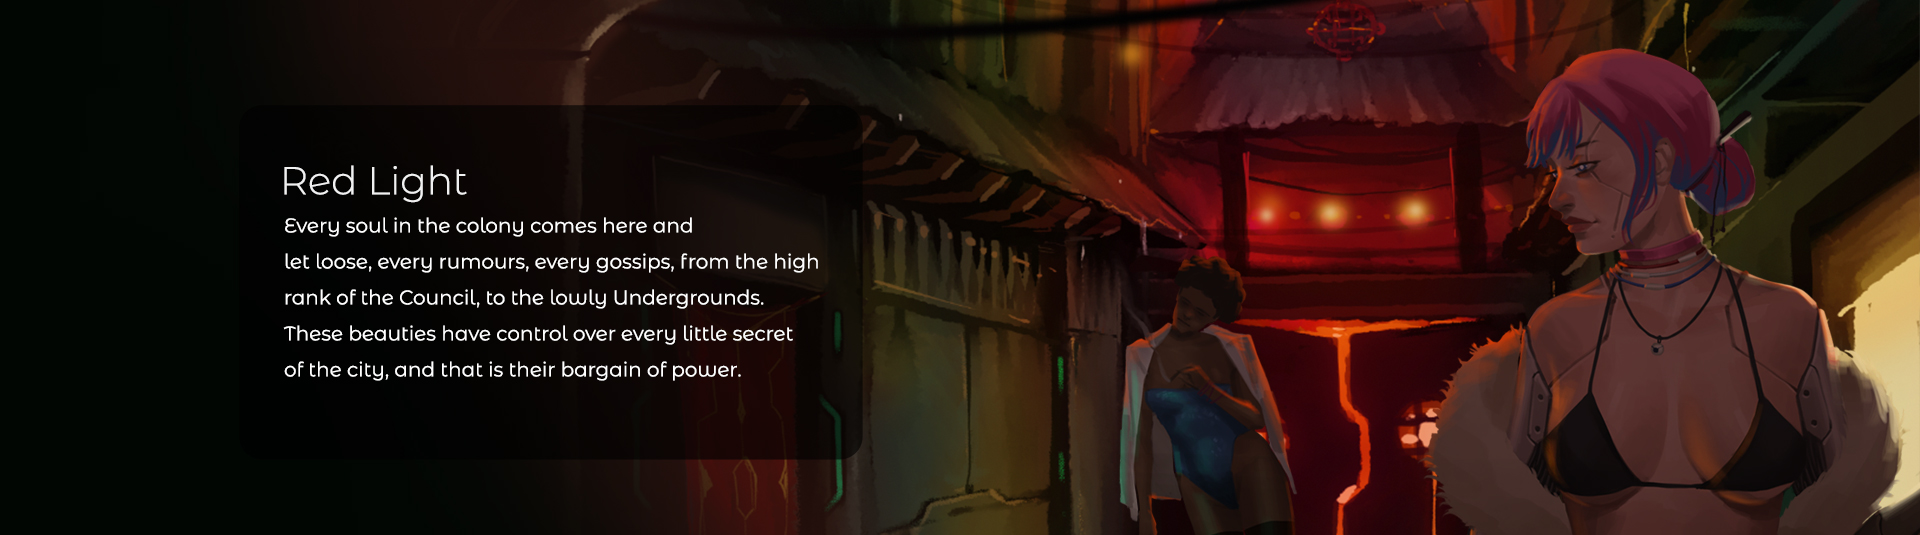 Red Light
Every soul in the colony comes here and
let loose, every rumours, every gossips, from the high
rank of the Council, to the lowly Undergrounds.
These beauties have control over every little secret
of the city, and that is their bargain of power.